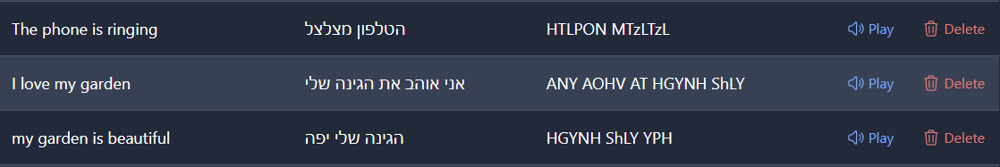 The phone is ringing הטלפון מצלצל HTLPON MTzLTzL Play Delete
I love my garden אני אוהב את הגינה שלי ANY AOHV AT HGYNH ShLY Play Delete
my garden is beautiful הגינה שלי יפה HGYNH ShLY YPH Play Delete